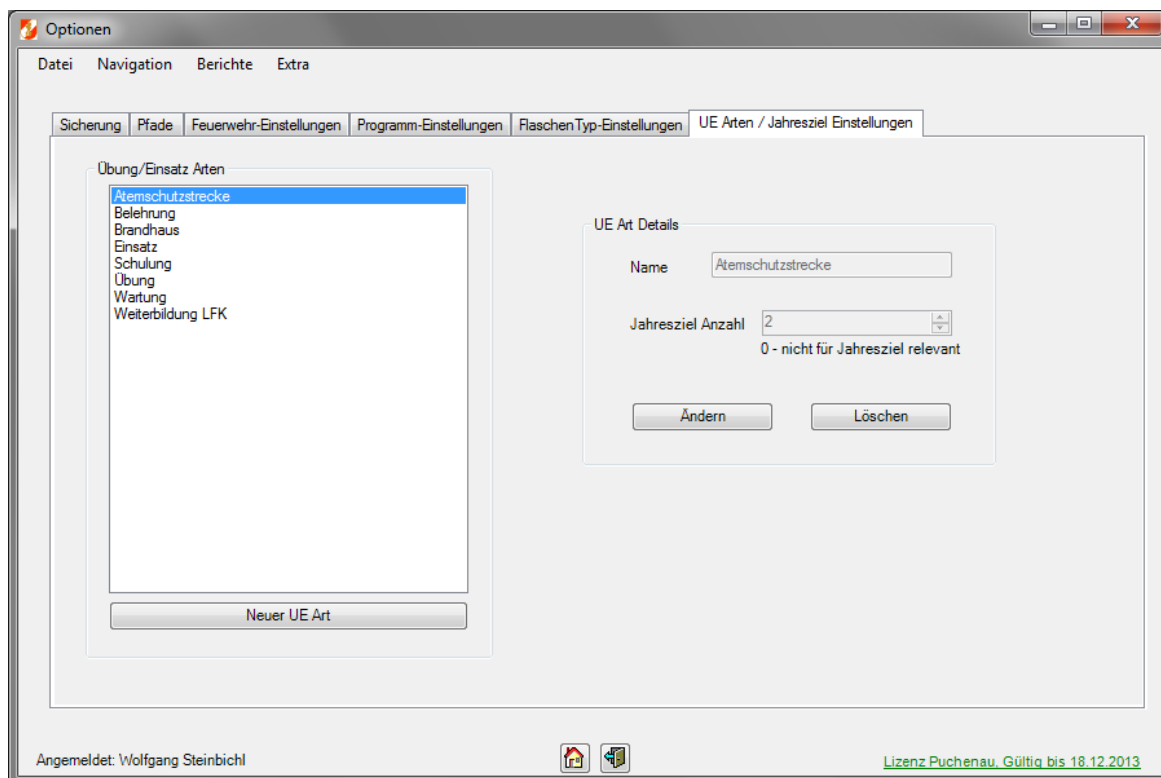 Optionen
Datei Navigation Berichte Extra
Sicherung Pfade Feuerwehr-Einstellungen Programm-Einstellungen FlaschenTyp-Einstellungen UE Arten / Jahresziel Einstellungen
Übung/Einsatz Arten
Atemschutzstrecke
Belehrung
Brandhaus
Einsatz
Schulung
Übung
Wartung
Weiterbildung LFK
Neuer UE Art
UE Art Details
Name Atemschutzstrecke
Jahresziel Anzahl 2
0 - nicht für Jahresziel relevant
Ändern Löschen
Angemeldet: Wolfgang Steinbichl
Lizenz Puchenau, Gültig bis 18.12.2013